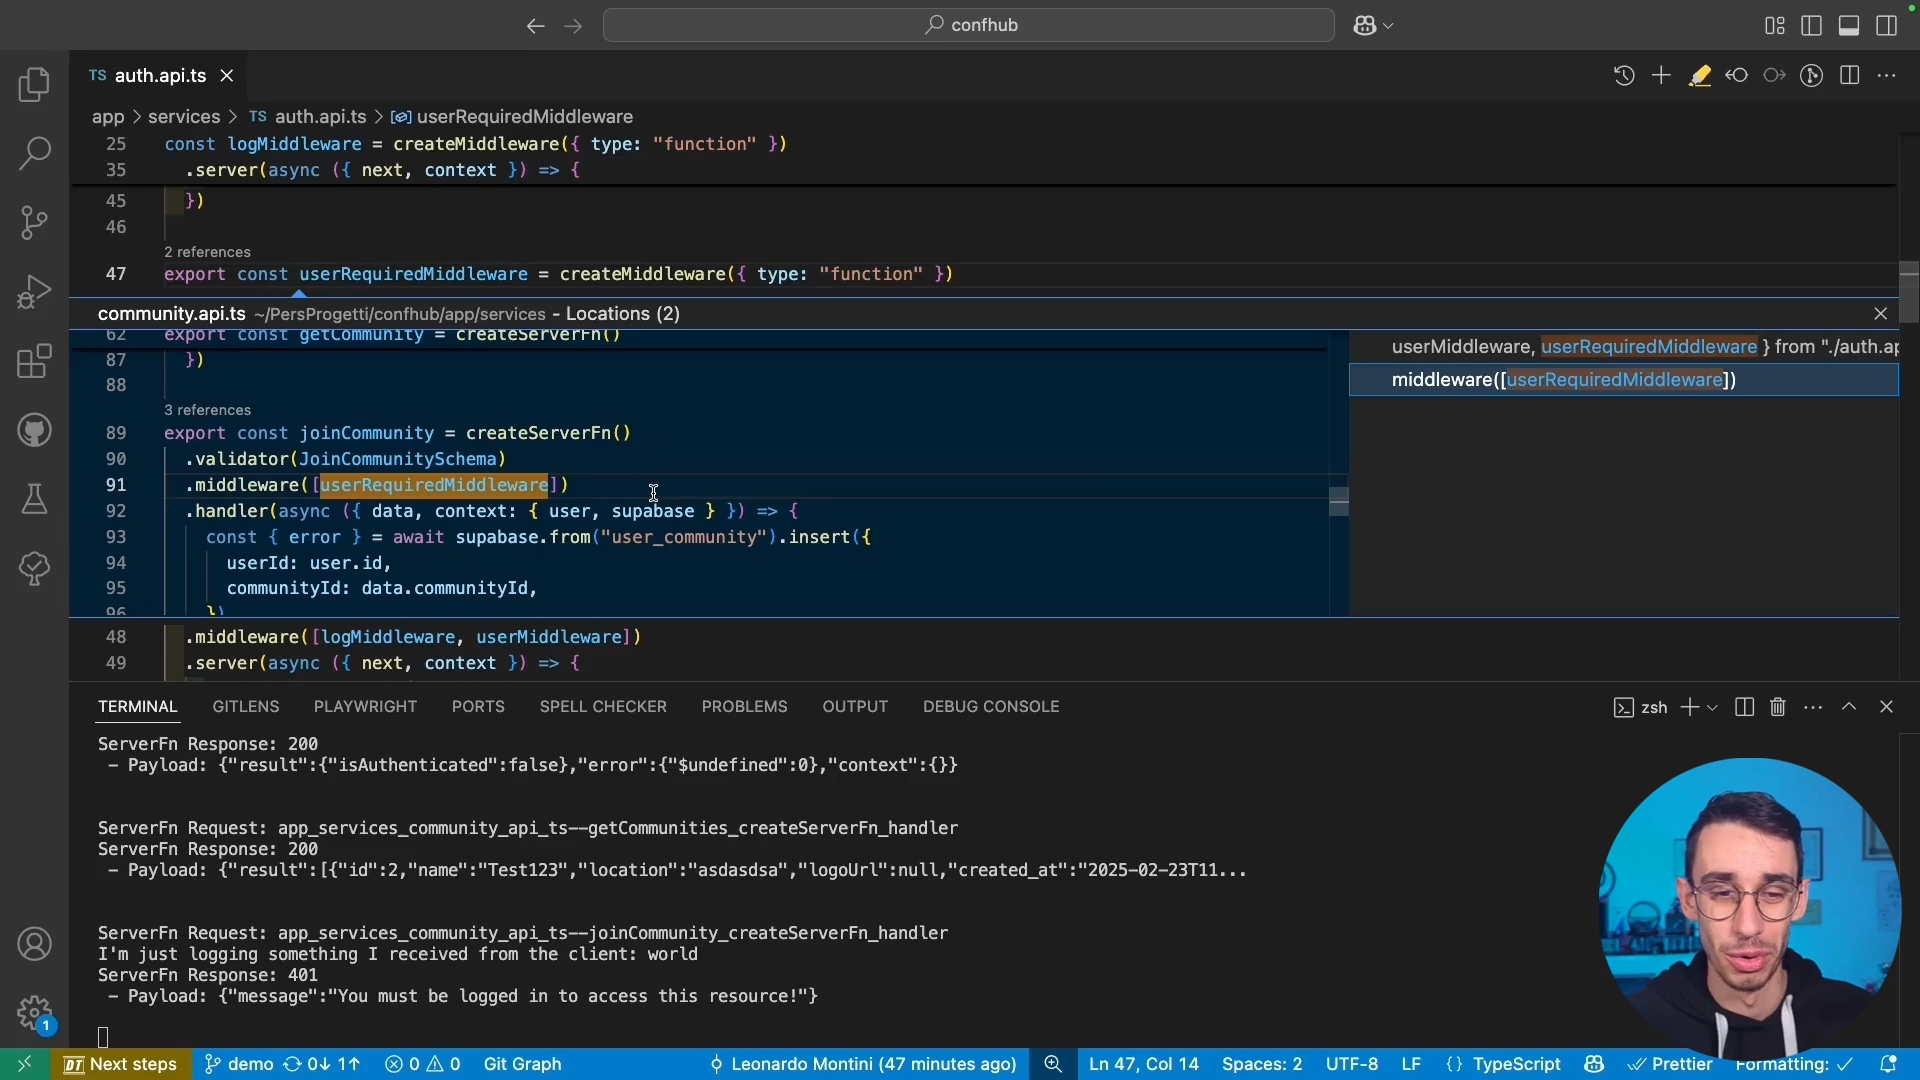 confhub
TS auth.api.ts
app > services > TS auth.api.ts > userRequiredMiddleware
25 const logMiddleware = createMiddleware({ type: "function" })
35 .server(async ({ next, context }) => {
45 })
46
2 references
47 export const userRequiredMiddleware = createMiddleware({ type: "function" })
community.api.ts ~/PersProgetti/confhub/app/services - Locations (2)
62 export const getCommunity = createServerFn()
87 })
88
3 references
89 export const joinCommunity = createServerFn()
90 .validator(JoinCommunitySchema)
91 .middleware([userRequiredMiddleware])
92 .handler(async ({ data, context: { user, supabase } }) => {
93 const { error } = await supabase.from("user_community").insert({
94 userId: user.id,
95 communityId: data.communityId,
96 })
userMiddleware, userRequiredMiddleware } from "./auth.ap
middleware([userRequiredMiddleware])
48 .middleware([logMiddleware, userMiddleware])
49 .server(async ({ next, context }) => {
TERMINAL GITLENS PLAYWRIGHT PORTS SPELL CHECKER PROBLEMS OUTPUT DEBUG CONSOLE zsh
ServerFn Response: 200
– Payload: {"result":{"isAuthenticated":false},"error":{"$undefined":0},"context":{}}
ServerFn Request: app_services_community_api_ts--getCommunities_createServerFn_handler
ServerFn Response: 200
– Payload: {"result":[{"id":2,"name":"Test123","location":"asdasdsa","logoUrl":null,"created_at":"2025-02-23T11...
ServerFn Request: app_services_community_api_ts--joinCommunity_createServerFn_handler
I'm just logging something I received from the client: world
ServerFn Response: 401
– Payload: {"message":"You must be logged in to access this resource!"}
1
DT Next steps demo 0↓ 1↑ 0 0 Git Graph Leonardo Montini (47 minutes ago) Ln 47, Col 14 Spaces: 2 UTF-8 LF {} TypeScript Prettier Formatting: ✓